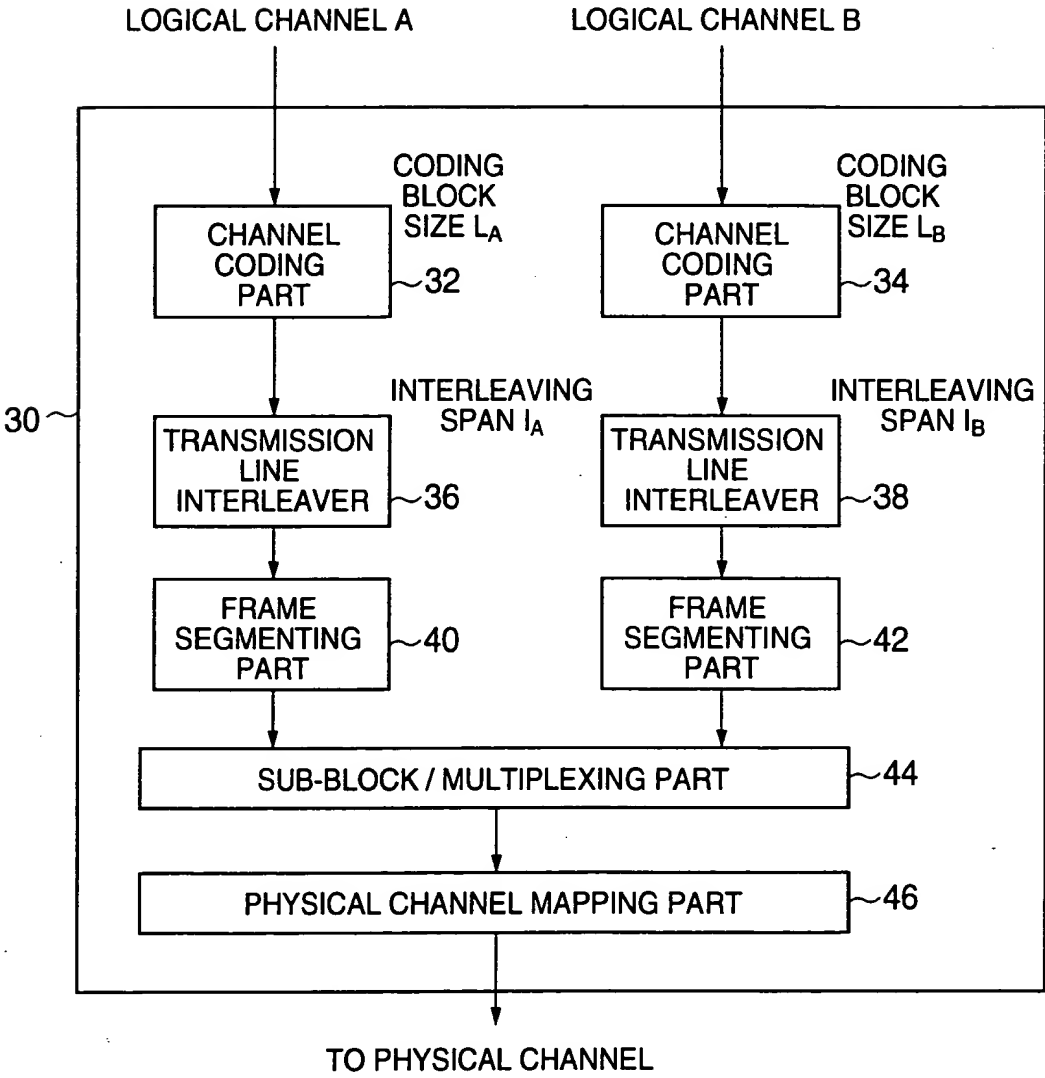 LOGICAL CHANNEL A
LOGICAL CHANNEL B
CODING
BLOCK
SIZE LA
CODING
BLOCK
SIZE LB
CHANNEL
CODING
PART
32
CHANNEL
CODING
PART
34
30
INTERLEAVING
SPAN IA
INTERLEAVING
SPAN IB
TRANSMISSION
LINE
INTERLEAVER
36
TRANSMISSION
LINE
INTERLEAVER
38
FRAME
SEGMENTING
PART
40
FRAME
SEGMENTING
PART
42
SUB-BLOCK / MULTIPLEXING PART
44
PHYSICAL CHANNEL MAPPING PART
46
TO PHYSICAL CHANNEL